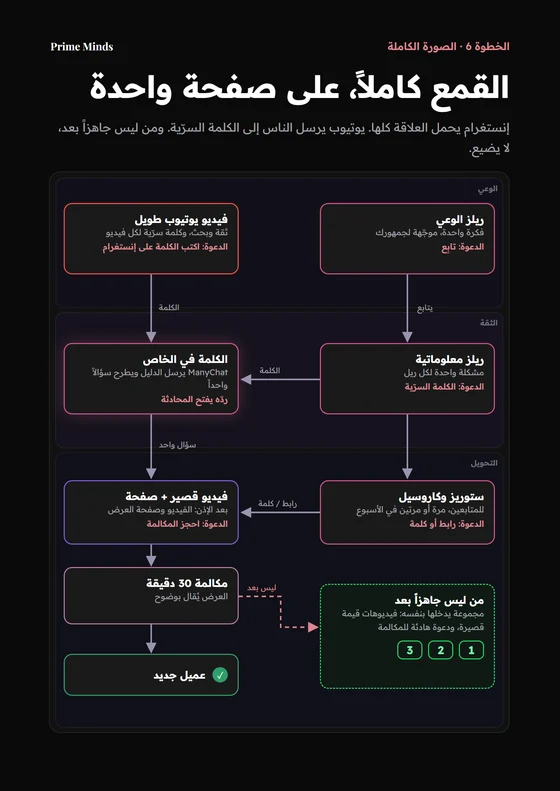 الخطوة 6 · الصورة الكاملة
Prime Minds
القمع كاملاً، على صفحة واحدة
إنستغرام يحمل العلاقة كلها. يوتيوب يرسل الناس إلى الكلمة السرّية. ومن ليس جاهزاً بعد،
لا يضيع.
الوعي
ريلز الوعي
فكرة واحدة، موجّهة لجمهورك
الدعوة: تابع
فيديو يوتيوب طويل
ثقة وبحث، وكلمة سرّية لكل فيديو
الدعوة: اكتب الكلمة على إنستغرام
يتابع
الكلمة
الثقة
ريلز معلوماتية
مشكلة واحدة لكل ريل
الدعوة: الكلمة السرّية
الكلمة
الكلمة في الخاص
ManyChat يرسل الدليل ويطرح سؤالاً
واحداً
ردّه يفتح المحادثة
سؤال واحد
التحويل
ستوريز وكاروسيل
للمتابعين، مرة أو مرتين في الأسبوع
الدعوة: رابط أو كلمة
رابط / كلمة
فيديو قصير + صفحة
بعد الإذن: الفيديو وصفحة العرض
الدعوة: احجز المكالمة
مكالمة 30 دقيقة
العرض يُقال بوضوح
ليس بعد
من ليس جاهزاً بعد
مجموعة يدخلها بنفسه: فيديوهات قيمة
قصيرة، ودعوة هادئة للمكالمة
1 2 3
عميل جديد